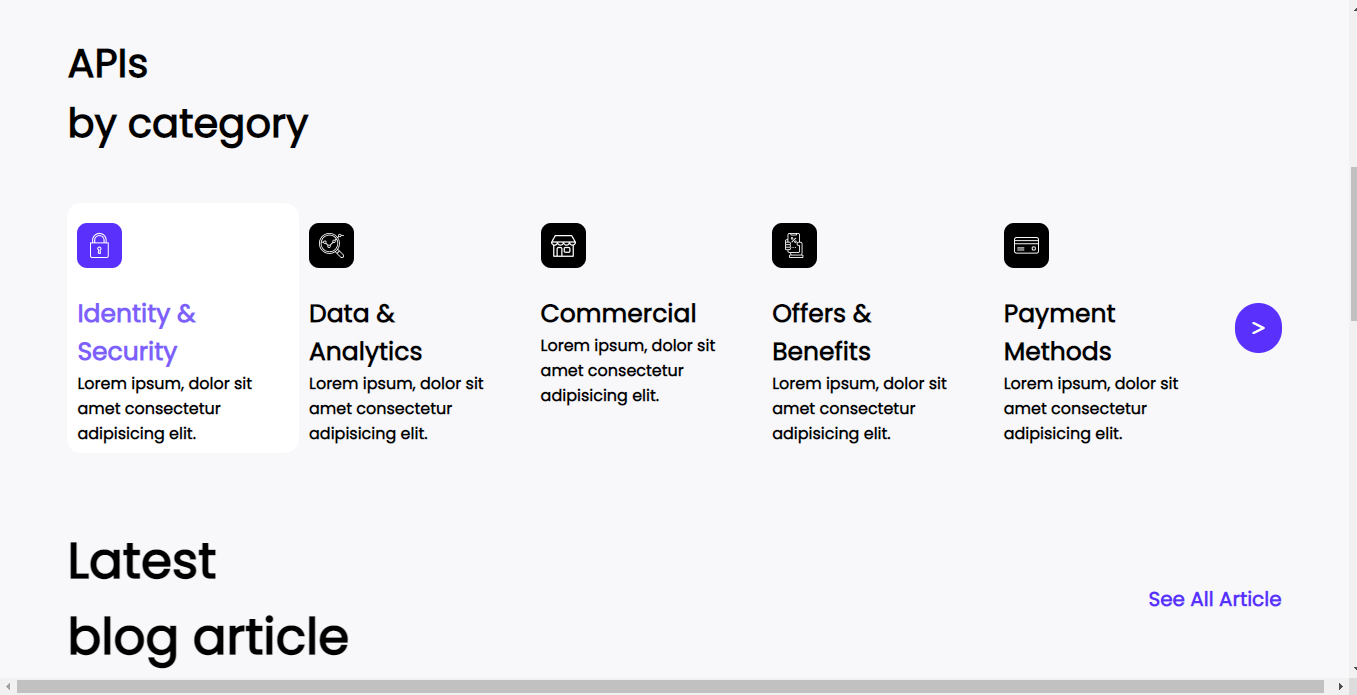 APIs
by category
Identity &
Security
Lorem ipsum, dolor sit
amet consectetur
adipisicing elit.
Data &
Analytics
Lorem ipsum, dolor sit
amet consectetur
adipisicing elit.
Commercial
Lorem ipsum, dolor sit
amet consectetur
adipisicing elit.
Offers &
Benefits
Lorem ipsum, dolor sit
amet consectetur
adipisicing elit.
Payment
Methods
Lorem ipsum, dolor sit
amet consectetur
adipisicing elit.
>
Latest
blog article
See All Article